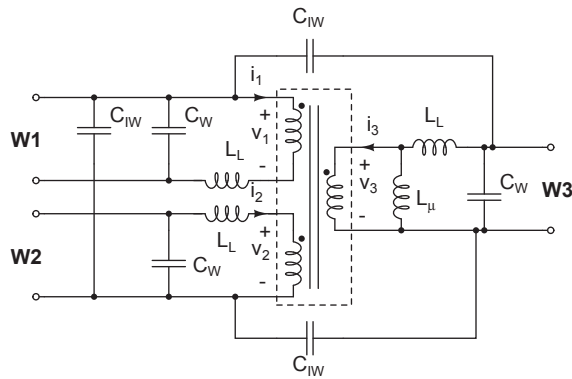 C_IW
i_1
W1
C_IW
C_W
+
v_1
-
L_L
i_3
+
v_3
-
L_L
L_μ
C_W
W3
i_2
W2
L_L
+
v_2
-
C_W
C_IW